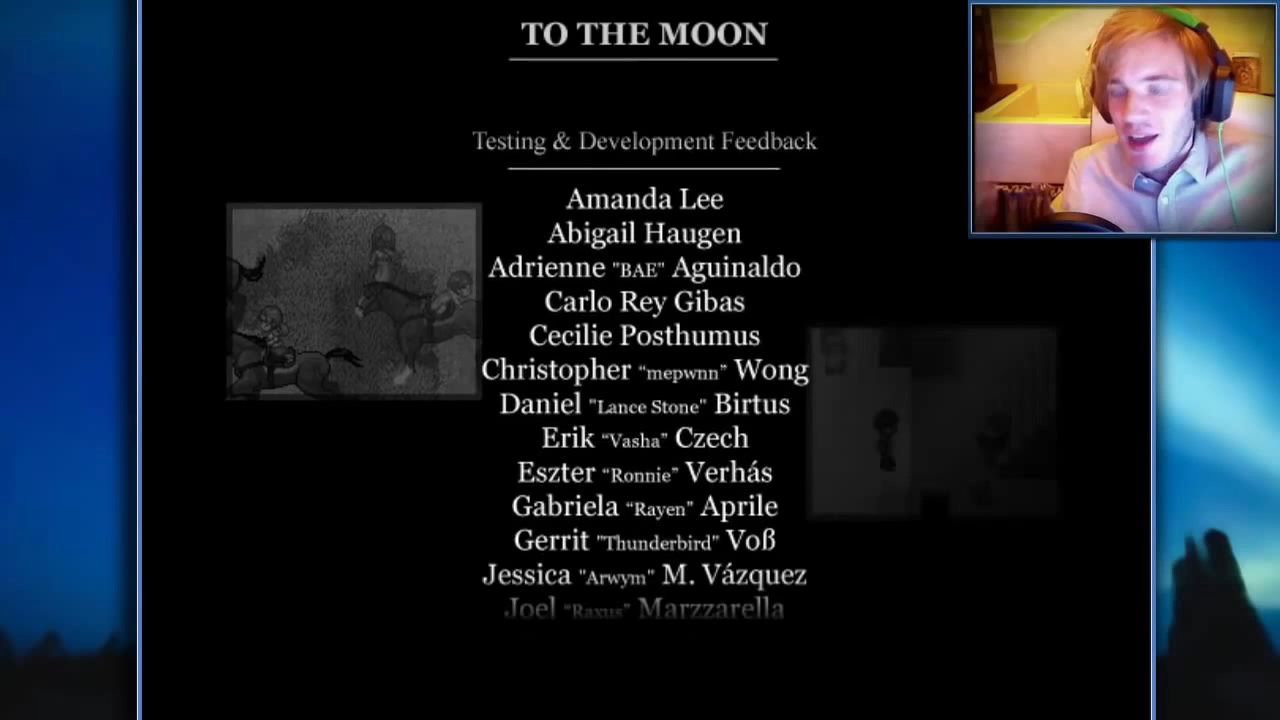 TO THE MOON
Testing & Development Feedback
Amanda Lee
Abigail Haugen
Adrienne "BAE" Aguinaldo
Carlo Rey Gibas
Cecilie Posthumus
Christopher “mepwnn” Wong
Daniel "Lance Stone" Birtus
Erik “Vasha” Czech
Eszter “Ronnie” Verhás
Gabriela “Rayen” Aprile
Gerrit "Thunderbird" Voß
Jessica "Arwym" M. Vázquez
Joel “Raxus” Marzzarella